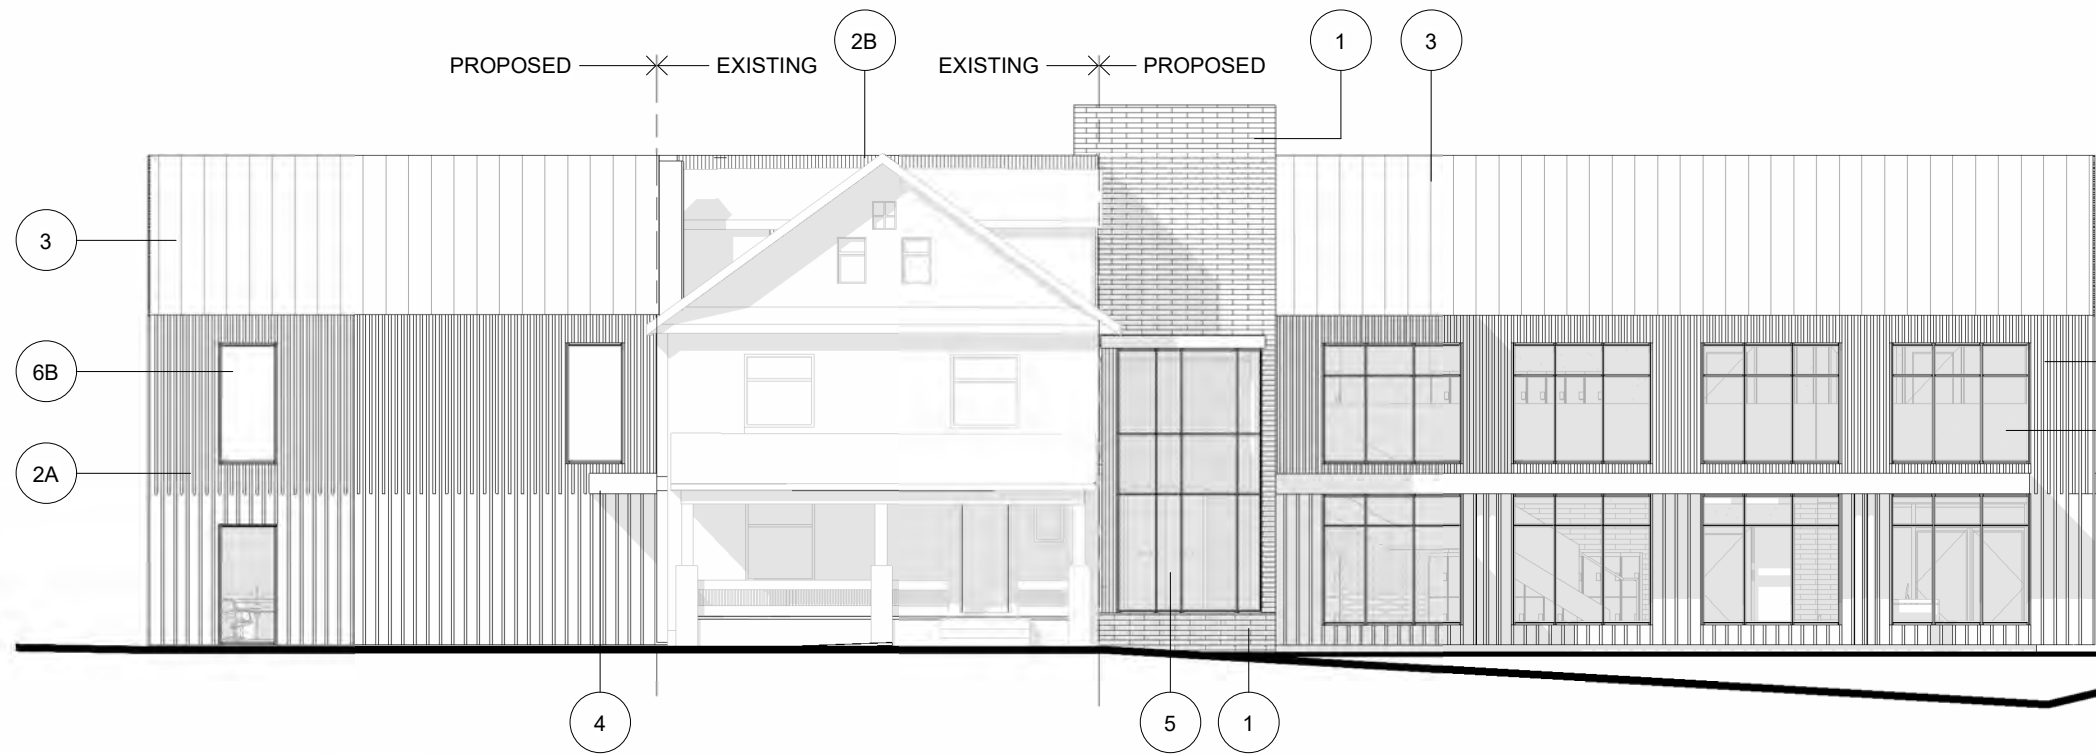 2B
1
3
PROPOSED
EXISTING
EXISTING
PROPOSED
3
6B
2A
4
5
1